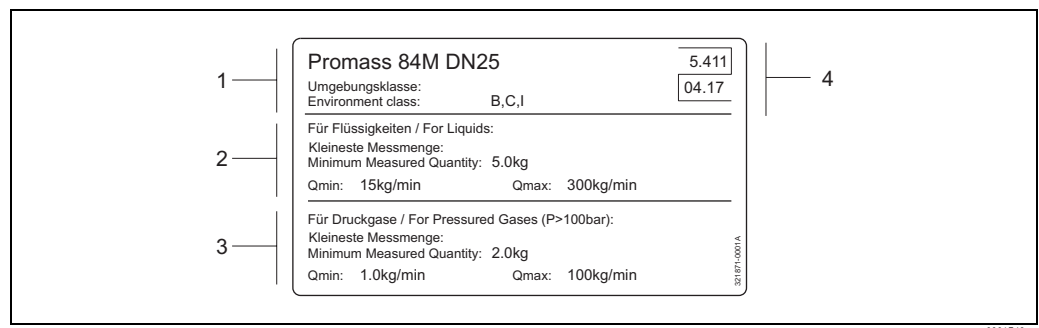 Promass 84M DN25
5.411
Umgebungsklasse:
04.17
Environment class: B,C,I
1
4
Für Flüssigkeiten / For Liquids:
Kleineste Messmenge:
Minimum Measured Quantity: 5.0kg
2
Qmin: 15kg/min Qmax: 300kg/min
Für Druckgase / For Pressured Gases (P>100bar):
Kleineste Messmenge:
Minimum Measured Quantity: 2.0kg
3
Qmin: 1.0kg/min Qmax: 100kg/min
321871-0001A